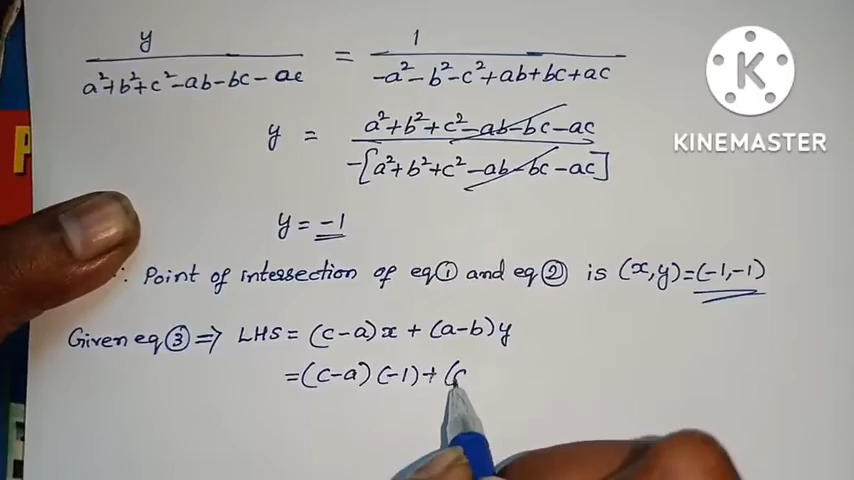 y / a²+b²+c²-ab-bc-ac = 1 / -a²-b²-c²+ab+bc+ac
y = a²+b²+c²-ab-bc-ac / -[a²+b²+c²-ab-bc-ac]
y = -1
∴ Point of intersection of eq① and eq② is (x,y)=(-1,-1)
Given eq③ ⇒ LHS = (c-a)x + (a-b)y
=(c-a)(-1)+(
K
KINEMASTER